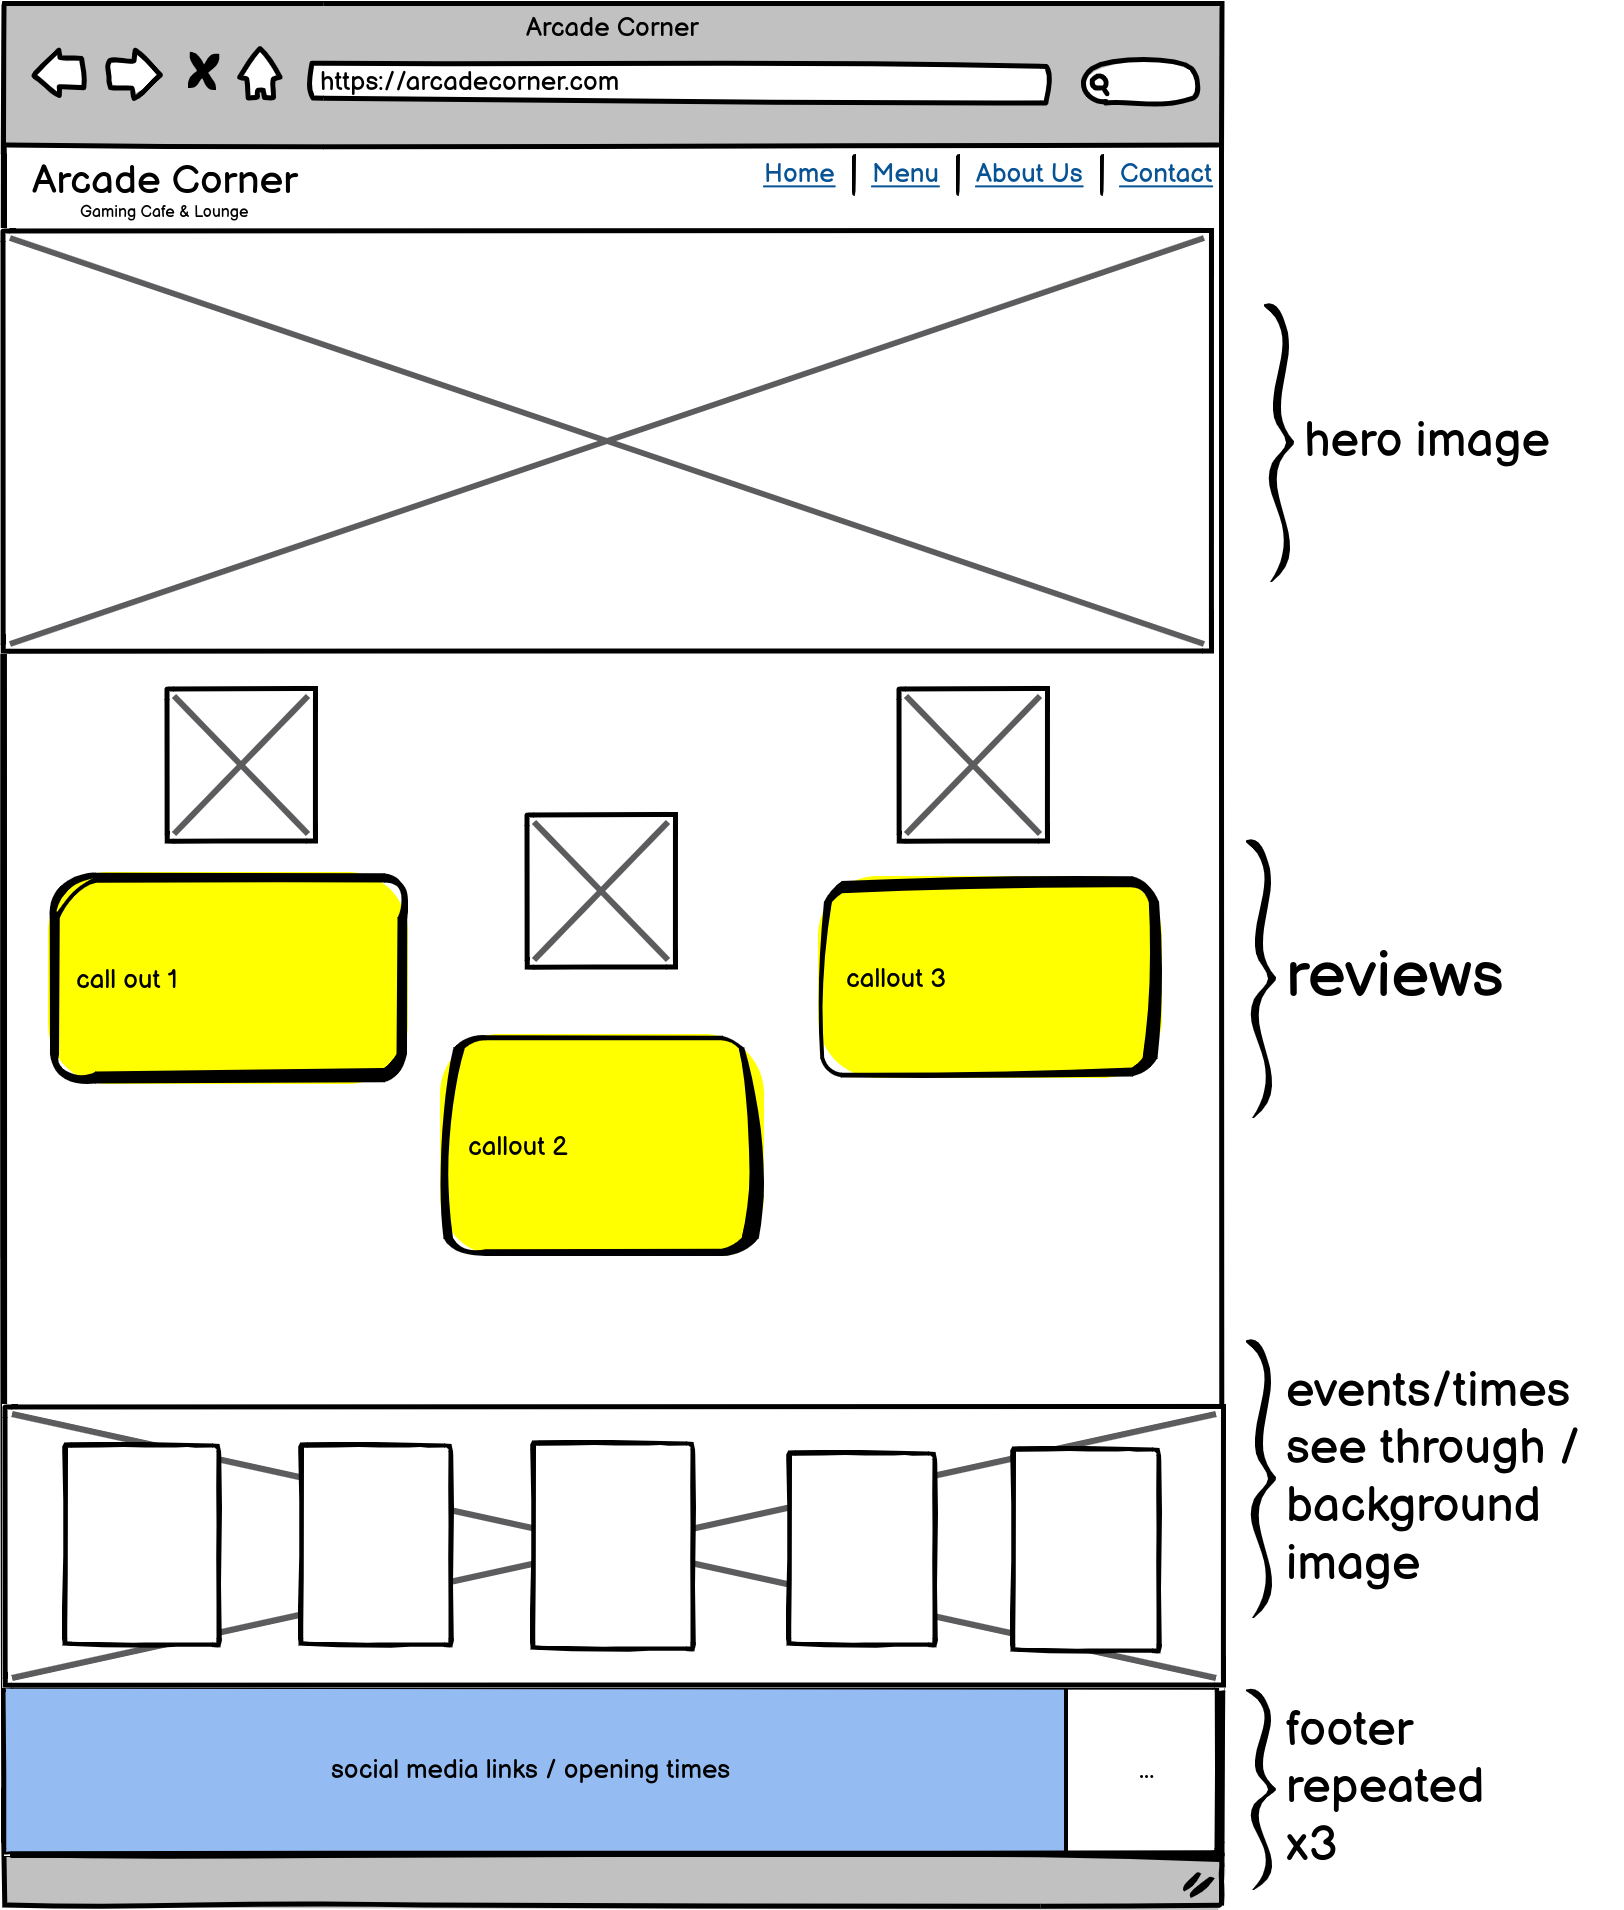 Arcade Corner
https://arcadecorner.com
Arcade Corner
Gaming Cafe & Lounge
Home
Menu
About Us
Contact
hero image
call out 1
callout 2
callout 3
reviews
events/times
see through /
background
image
social media links / opening times
...
footer
repeated
x3